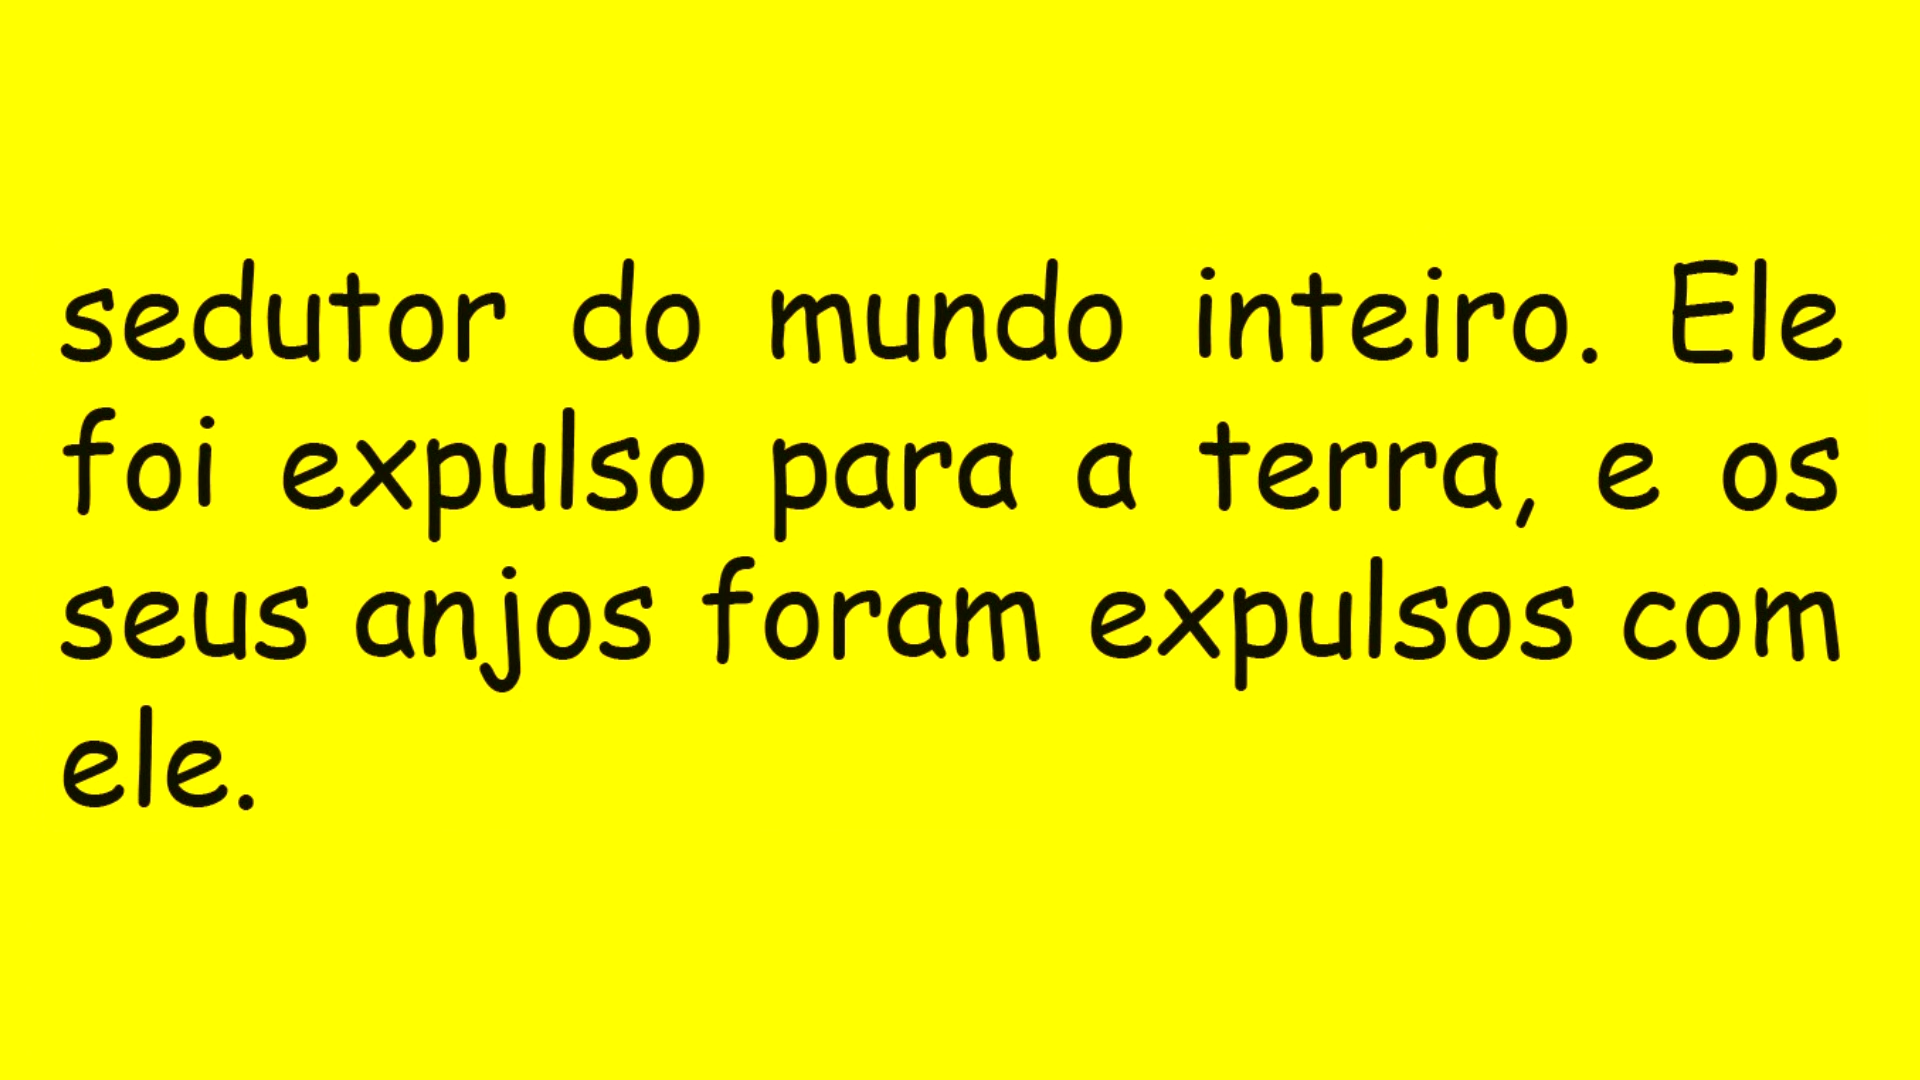 sedutor do mundo inteiro. Ele
foi expulso para a terra, e os
seus anjos foram expulsos com
ele.